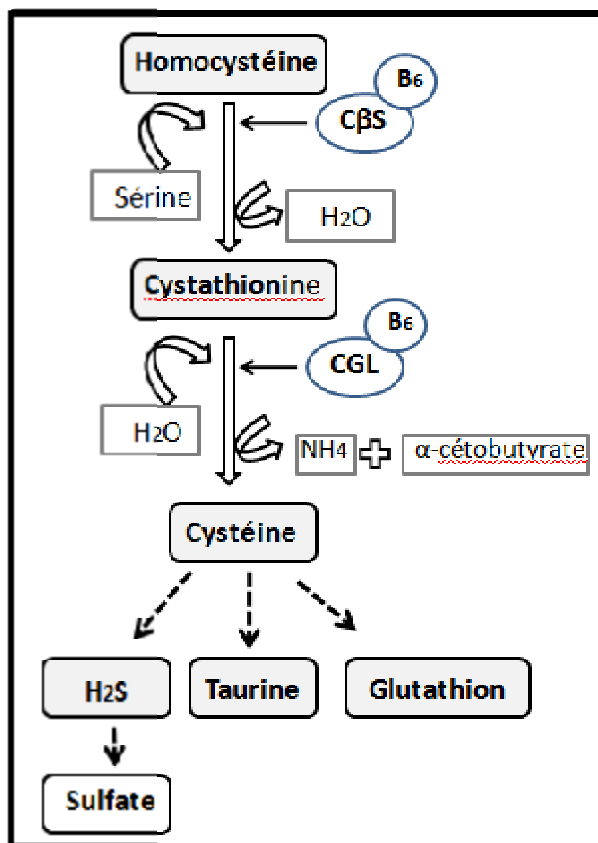 Homocystéine
B6
CβS
Sérine
H2O
Cystathionine
B6
CGL
H2O
NH4
α-cétobutyrate
Cystéine
H2S
Taurine
Glutathion
Sulfate